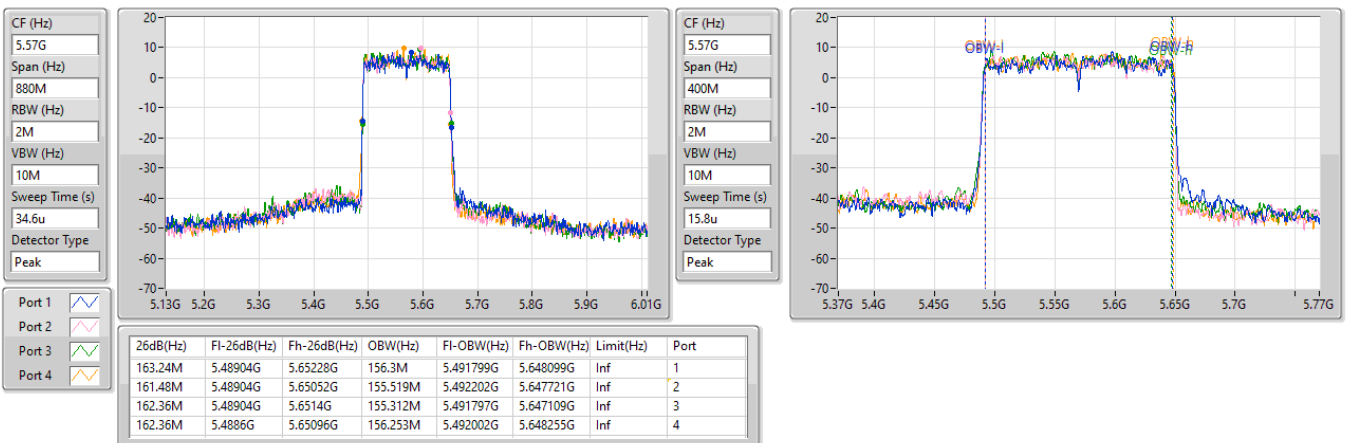 CF (Hz)
5.57G
Span (Hz)
880M
RBW (Hz)
2M
VBW (Hz)
10M
Sweep Time (s)
34.6u
Detector Type
Peak
20
10
0
-10
-20
-30
-40
-50
-60
-70
5.13G 5.2G 5.3G 5.4G 5.5G 5.6G 5.7G 5.8G 5.9G 6.01G
CF (Hz)
5.57G
Span (Hz)
400M
RBW (Hz)
2M
VBW (Hz)
10M
Sweep Time (s)
15.8u
Detector Type
Peak
20
10
0
-10
-20
-30
-40
-50
-60
-70
OBW-l OBW-h
5.37G 5.4G 5.45G 5.5G 5.55G 5.6G 5.65G 5.7G 5.77G
Port 1
Port 2
Port 3
Port 4
26dB(Hz) Fl-26dB(Hz) Fh-26dB(Hz) OBW(Hz) Fl-OBW(Hz) Fh-OBW(Hz) Limit(Hz) Port
163.24M 5.48904G 5.65228G 156.3M 5.491799G 5.648099G Inf 1
161.48M 5.48904G 5.65052G 155.519M 5.492202G 5.647721G Inf 2
162.36M 5.48904G 5.6514G 155.312M 5.491797G 5.647109G Inf 3
162.36M 5.4886G 5.65096G 156.253M 5.492002G 5.648255G Inf 4